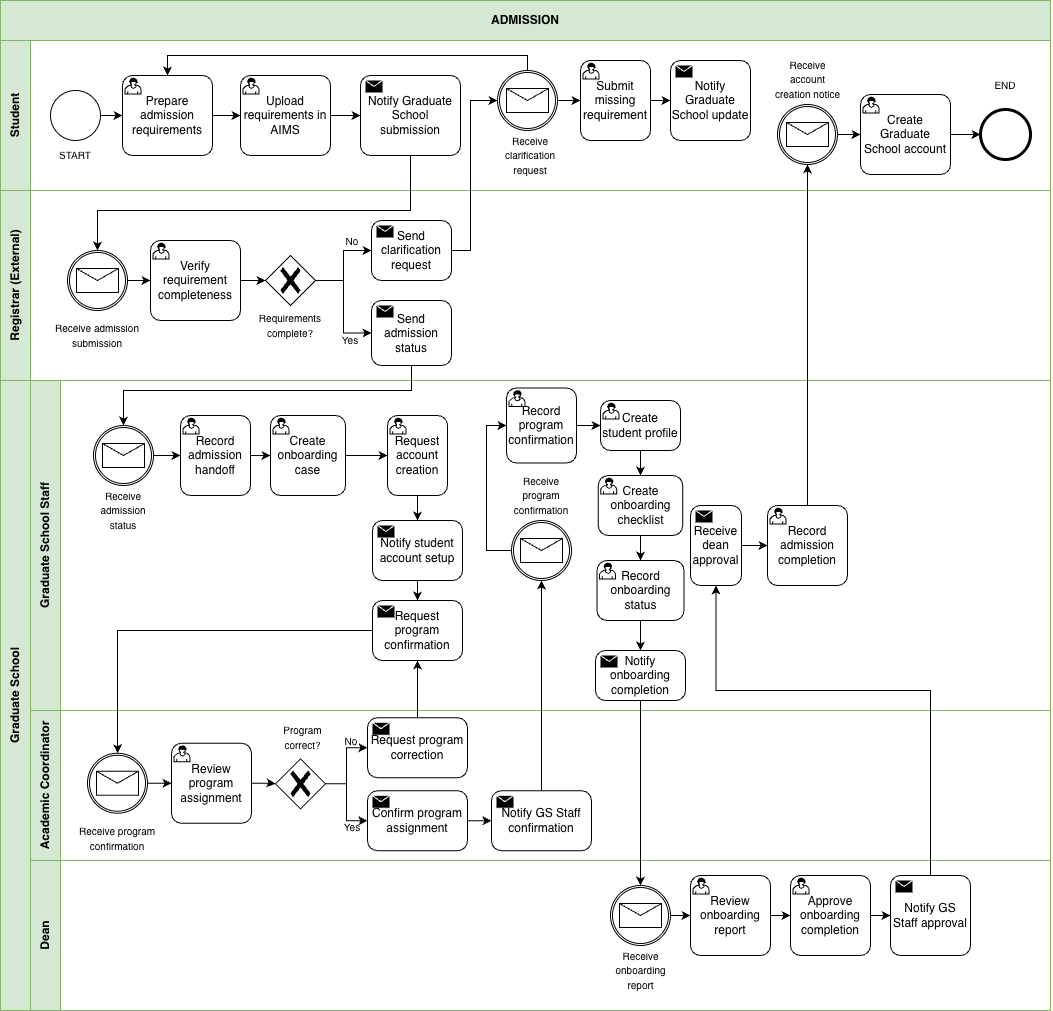 ADMISSION
Student
START
Prepare
admission
requirements
Upload
requirements in
AIMS
Notify Graduate
School
submission
Receive
clarification
request
Submit
missing
requirement
Notify
Graduate
School update
Receive
account
creation notice
Create
Graduate
School account
END
Registrar (External)
Receive admission
submission
Verify
requirement
completeness
Requirements
complete?
No
Send
clarification
request
Yes
Send
admission
status
Graduate School
Graduate School Staff
Receive
admission
status
Record
admission
handoff
Create
onboarding
case
Request
account
creation
Notify student
account setup
Request
program
confirmation
Record
program
confirmation
Receive
program
confirmation
Create
student profile
Create
onboarding
checklist
Record
onboarding
status
Notify
onboarding
completion
Receive
dean
approval
Record
admission
completion
Academic Coordinator
Receive program
confirmation
Review
program
assignment
Program
correct?
No
Request program
correction
Yes
Confirm program
assignment
Notify GS Staff
confirmation
Dean
Receive
onboarding
report
Review
onboarding
report
Approve
onboarding
completion
Notify GS
Staff approval